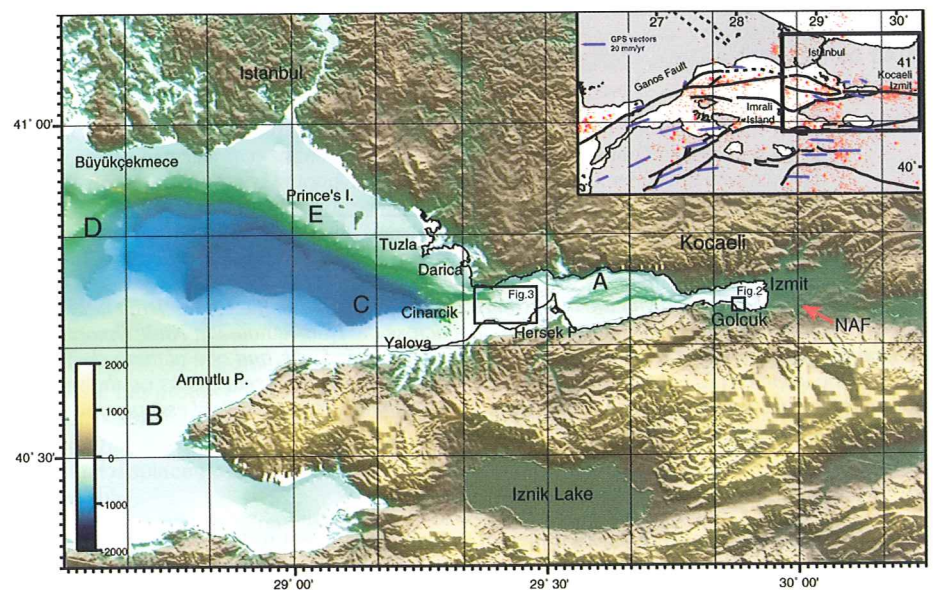 27˚
28˚
29˚
30˚
GPS vectors
20 mm/yr
Istanbul
41˚
Ganos Fault
Kocaeli
Izmit
Imrali
Island
40˚
Istanbul
41˚ 00'
Büyükçekmece
Prince's I.
E
D
Tuzla
Kocaeli
Darica
A
Izmit
C
Fig.3
Fig.2
Cinarcik
Golcuk
NAF
Hersek P
Yalova
2000
Armutlu P.
1000
B
0
40˚ 30'
-1000
Iznik Lake
-2000
29˚ 00'
29˚ 30'
30˚ 00'